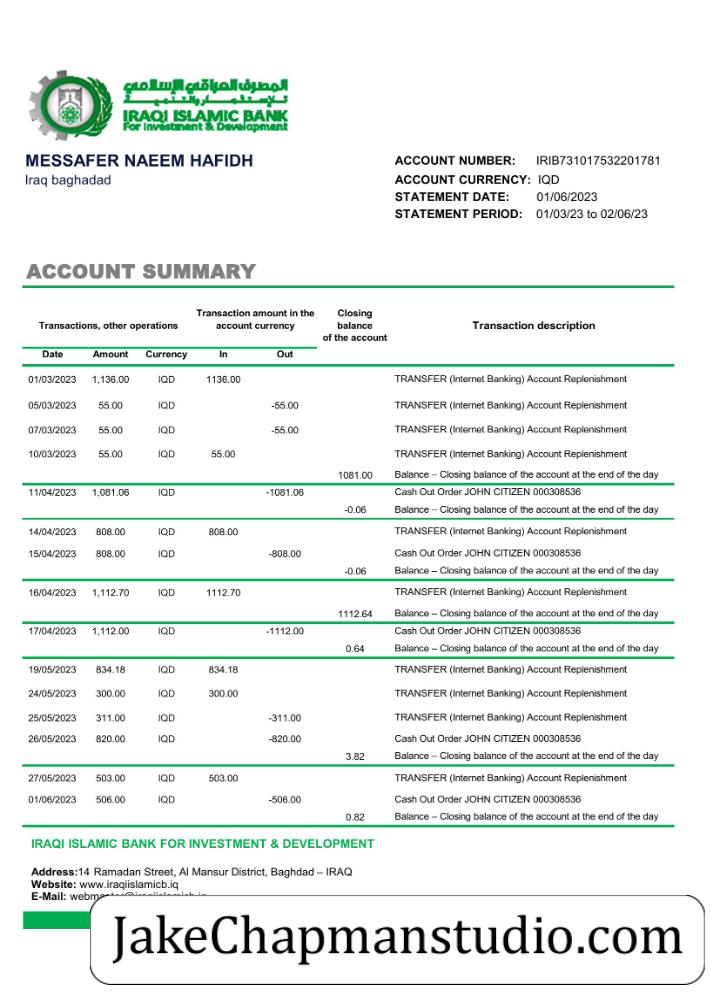 المصرف العراقي الإسلامي
للإستثمار والتنمية
IRAQI ISLAMIC BANK
For Investment & Development
MESSAFER NAEEM HAFIDH
Iraq baghadad
ACCOUNT NUMBER: IRIB731017532201781
ACCOUNT CURRENCY: IQD
STATEMENT DATE: 01/06/2023
STATEMENT PERIOD: 01/03/23 to 02/06/23
ACCOUNT SUMMARY
Transactions, other operations
Transaction amount in the
account currency
Closing
balance
of the account
Transaction description
Date Amount Currency In Out
01/03/2023 1,136.00 IQD 1136.00 TRANSFER (Internet Banking) Account Replenishment
05/03/2023 55.00 IQD -55.00 TRANSFER (Internet Banking) Account Replenishment
07/03/2023 55.00 IQD -55.00 TRANSFER (Internet Banking) Account Replenishment
10/03/2023 55.00 IQD 55.00 TRANSFER (Internet Banking) Account Replenishment
1081.00 Balance – Closing balance of the account at the end of the day
11/04/2023 1,081.06 IQD -1081.06 Cash Out Order JOHN CITIZEN 000308536
-0.06 Balance – Closing balance of the account at the end of the day
14/04/2023 808.00 IQD 808.00 TRANSFER (Internet Banking) Account Replenishment
15/04/2023 808.00 IQD -808.00 Cash Out Order JOHN CITIZEN 000308536
-0.06 Balance – Closing balance of the account at the end of the day
16/04/2023 1,112.70 IQD 1112.70 TRANSFER (Internet Banking) Account Replenishment
1112.64 Balance – Closing balance of the account at the end of the day
17/04/2023 1,112.00 IQD -1112.00 Cash Out Order JOHN CITIZEN 000308536
0.64 Balance – Closing balance of the account at the end of the day
19/05/2023 834.18 IQD 834.18 TRANSFER (Internet Banking) Account Replenishment
24/05/2023 300.00 IQD 300.00 TRANSFER (Internet Banking) Account Replenishment
25/05/2023 311.00 IQD -311.00 TRANSFER (Internet Banking) Account Replenishment
26/05/2023 820.00 IQD -820.00 Cash Out Order JOHN CITIZEN 000308536
3.82 Balance – Closing balance of the account at the end of the day
27/05/2023 503.00 IQD 503.00 TRANSFER (Internet Banking) Account Replenishment
01/06/2023 506.00 IQD -506.00 Cash Out Order JOHN CITIZEN 000308536
0.82 Balance – Closing balance of the account at the end of the day
IRAQI ISLAMIC BANK FOR INVESTMENT & DEVELOPMENT
Address:14 Ramadan Street, Al Mansur District, Baghdad – IRAQ
Website: www.iraqiislamicb.iq
E-Mail: webmaster@iraqiislamicb.iq
JakeChapmanstudio.com